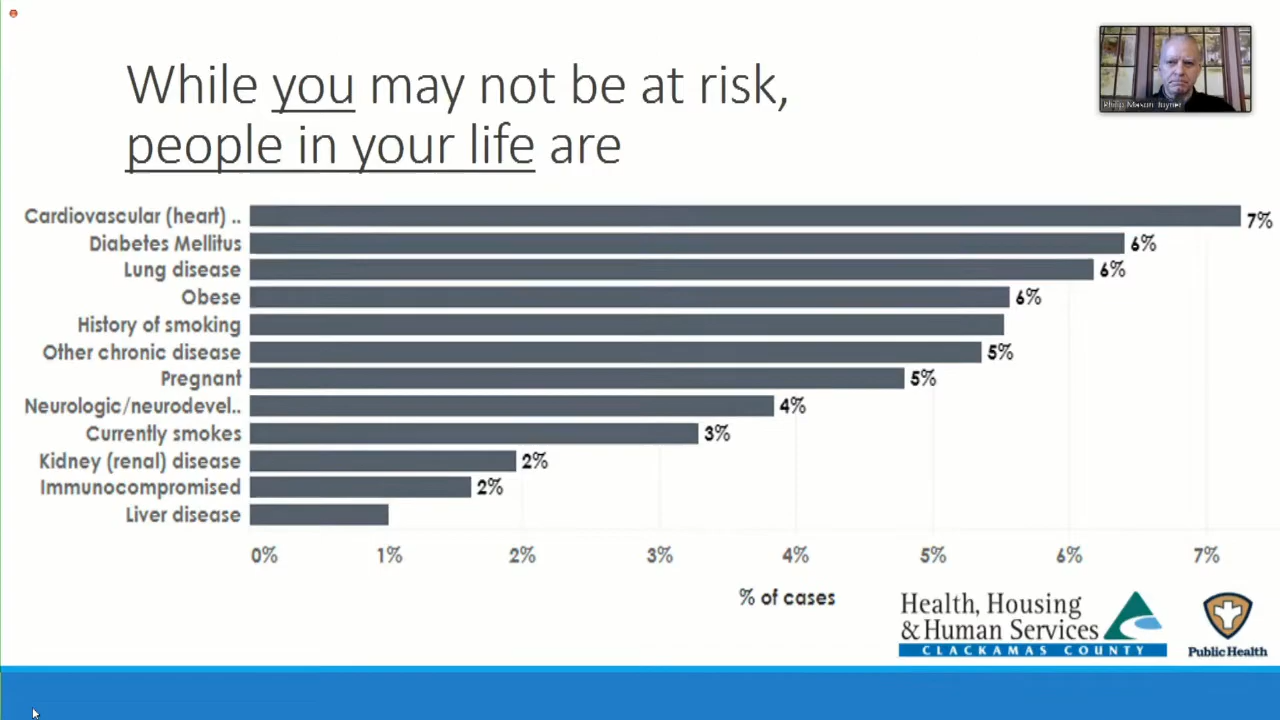 While you may not be at risk,
people in your life are
Philip Mason-Joyner
Cardiovascular (heart) ..
7%
Diabetes Mellitus
6%
Lung disease
6%
Obese
6%
History of smoking
Other chronic disease
5%
Pregnant
5%
Neurologic/neurodevel..
4%
Currently smokes
3%
Kidney (renal) disease
2%
Immunocompromised
2%
Liver disease
0% 1% 2% 3% 4% 5% 6% 7%
% of cases
Health, Housing
& Human Services
CLACKAMAS COUNTY
Public Health